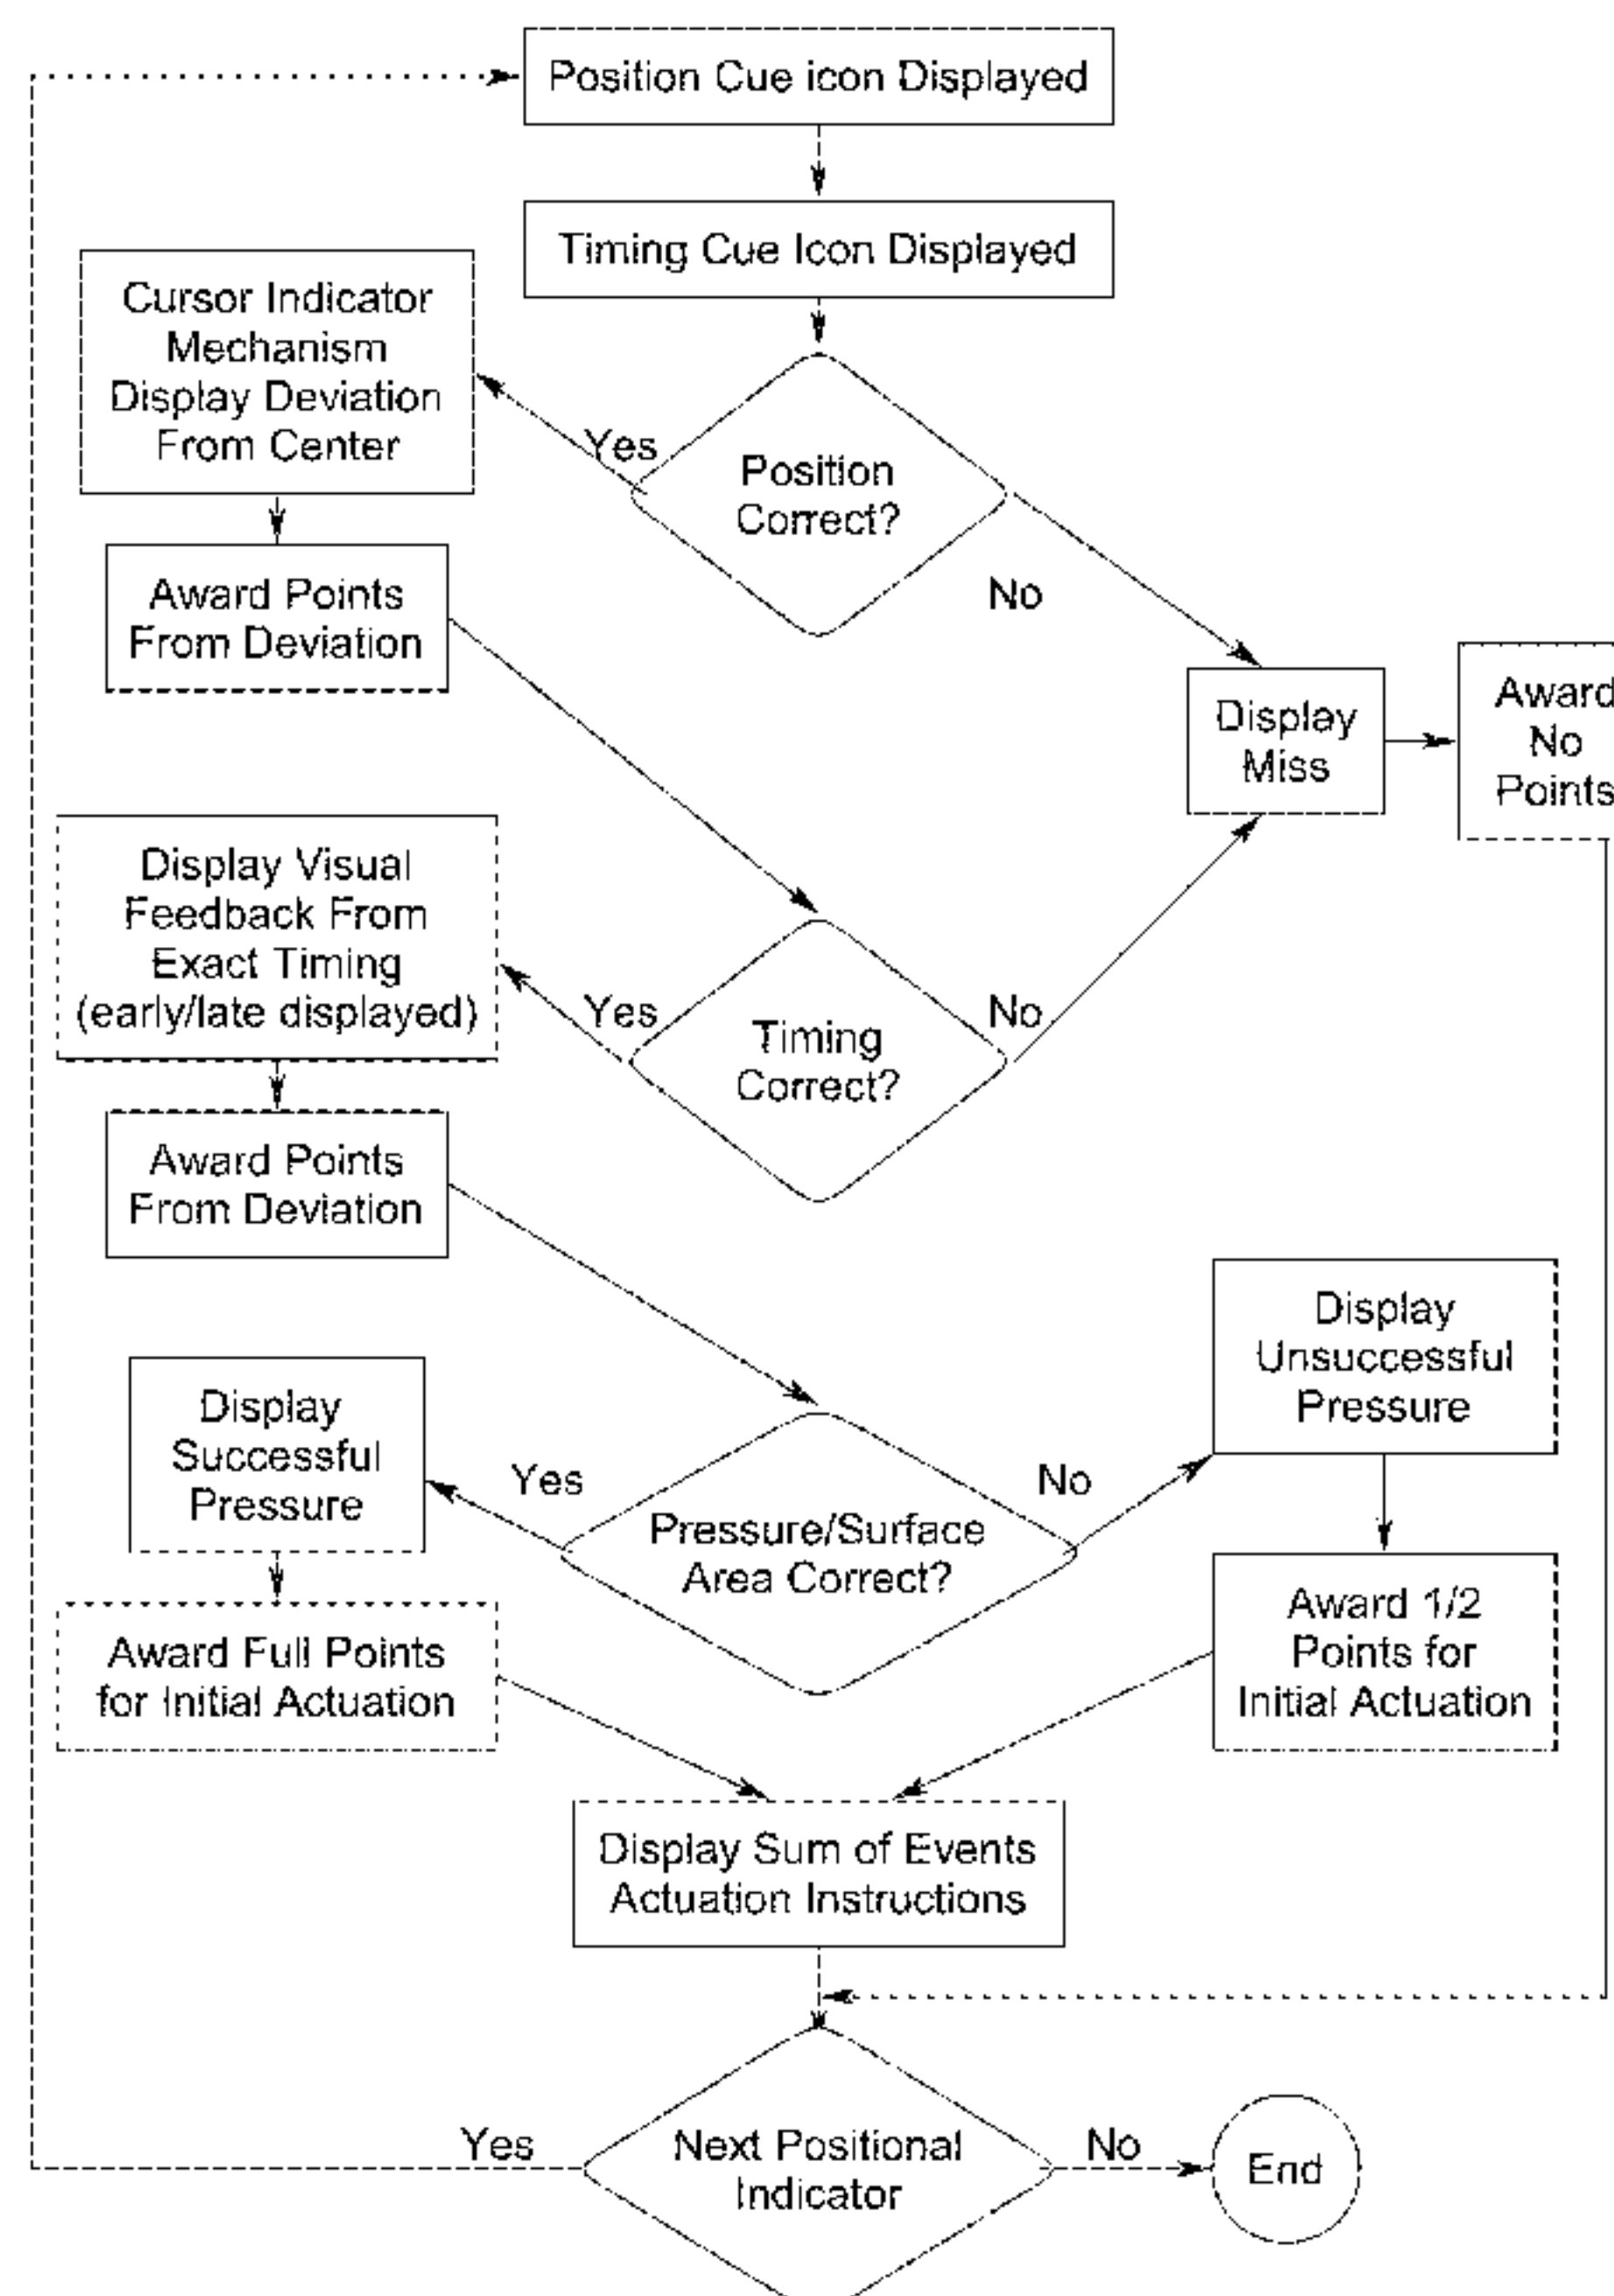 Position Cue icon Displayed
Timing Cue Icon Displayed
Cursor Indicator
Mechanism
Display Deviation
From Center
Yes
Position
Correct?
No
Award Points
From Deviation
Display
Miss
Award
No
Points
Display Visual
Feedback From
Exact Timing
(early/late displayed)
Yes
Timing
Correct?
No
Award Points
From Deviation
Display
Unsuccessful
Pressure
Display
Successful
Pressure
Yes
No
Pressure/Surface
Area Correct?
Award 1/2
Points for
Initial Actuation
Award Full Points
for Initial Actuation
Display Sum of Events
Actuation Instructions
Yes
Next Positional
Indicator
No
End